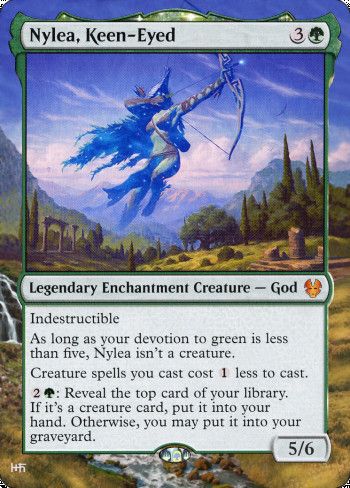 Nylea, Keen-Eyed 3
Legendary Enchantment Creature — God
Indestructible
As long as your devotion to green is less
than five, Nylea isn't a creature.
Creature spells you cast cost 1 less to cast.
2 : Reveal the top card of your library.
If it's a creature card, put it into your
hand. Otherwise, you may put it into your
graveyard.
5/6